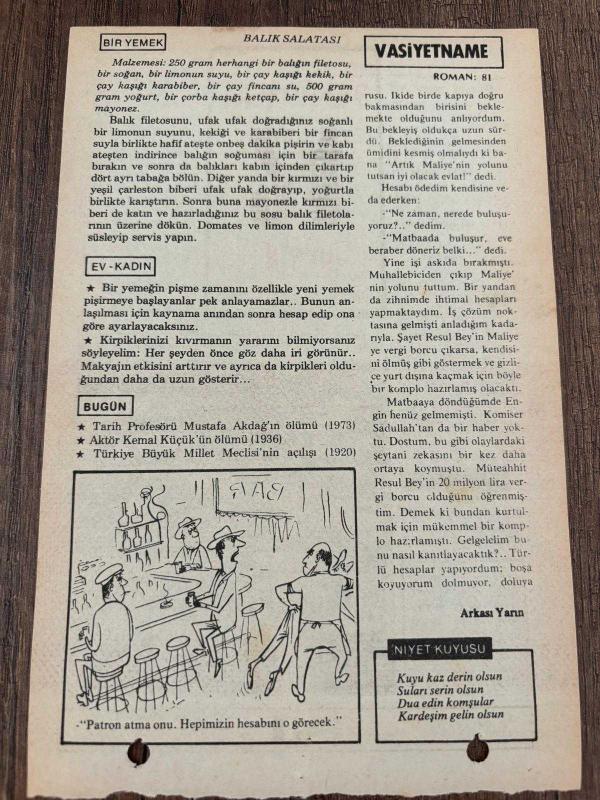 BİR YEMEK
BALIK SALATASI
Malzemesi: 250 gram herhangi bir balığın filetosu,
bir soğan, bir limonun suyu, bir çay kaşığı kekik, bir
çay kaşığı karabiber, bir çay fincanı su, 500 gram
gram yoğurt, bir çorba kaşığı ketçap, bir çay kaşığı
mayonez.
Balık filetosunu, ufak ufak doğradığınız soğanlı
bir limonun suyunu, kekiği ve karabiberi bir fincan
suyla birlikte hafif ateşte onbeş dakika pişirin ve kabı
ateşten indirince balığın soğuması için bir tarafa
bırakın ve sonra da balıkları kabın içinden çıkartıp
dört ayrı tabağa bölün. Diğer yanda bir kırmızı ve bir
yeşil çarleston biberi ufak ufak doğrayıp, yoğurtla
birlikte karıştırın. Sonra buna mayonezle kırmızı bi-
beri de katın ve hazırladığınız bu sosu balık filetola-
rının üzerine dökün. Domates ve limon dilimleriyle
süsleyip servis yapın.
EV-KADIN
★ Bir yemeğin pişme zamanını özellikle yeni yemek
pişirmeye başlayanlar pek anlayamazlar.. Bunun an-
laşılması için kaynama anından sonra hesap edip ona
göre ayarlayacaksınız.
★ Kirpiklerinizi kıvırmanın yararını bilmiyorsanız
söyleyelim: Her şeyden önce göz daha iri görünür..
Makyajın etkisini arttırır ve ayrıca da kirpikleri oldu-
ğundan daha da uzun gösterir...
BUGÜN
★ Tarih Profesörü Mustafa Akdağ'ın ölümü (1973)
★ Aktör Kemal Küçük'ün ölümü (1936)
★ Türkiye Büyük Millet Meclisi'nin açılışı (1920)
BAR
-"Patron atma onu. Hepimizin hesabını o görecek."
VASİYETNAME
ROMAN: 81
rusu. İkide birde kapıya doğru
bakmasından birisini bekle-
mekte olduğunu anlıyordum.
Bu bekleyiş oldukça uzun sür-
dü. Beklediğinin gelmesinden
ümidini kesmiş olmalıydı ki ba-
na "Artık Maliye'nin yolunu
tutsan iyi olacak evlat!" dedi.
Hesabı ödedim kendisine ve-
da ederken:
-"Ne zaman, nerede buluşu-
yoruz?.." dedim.
-"Matbaada buluşur, eve
beraber döneriz belki..." dedi.
Yine işi askıda bırakmıştı.
Muhallebiciden çıkıp Maliye'
nin yolunu tuttum. Bir yandan
da zihnimde ihtimal hesapları
yapmaktaydım. İş çözüm nok-
tasına gelmişti anladığım kada-
rıyla. Şayet Resul Bey'in Maliye
ye vergi borcu çıkarsa, kendisi-
ni ölmüş gibi göstermek ve gizli-
ce yurt dışına kaçmak için böyle
bir komplo hazırlamış olacaktı.
Matbaaya döndüğümde En-
gin henüz gelmemişti. Komiser
Sadullah'tan da bir haber yok-
tu. Dostum, bu gibi olaylardaki
şeytani zekasını bir kez daha
ortaya koymuştu. Müteahhit
Resul Bey'in 20 milyon lira ver-
gi borcu olduğunu öğrenmiş-
tim. Demek ki bundan kurtul-
mak için mükemmel bir komp-
lo hazırlamıştı. Gelgelelim bu-
nu nasıl kanıtlayacaktık?.. Tür-
lü hesaplar yapıyordum; boşa
koyuyorum dolmuyor, doluya
Arkası Yarın
NİYET KUYUSU
Kuyu kaz derin olsun
Suları serin olsun
Dua edin komşular
Kardeşim gelin olsun